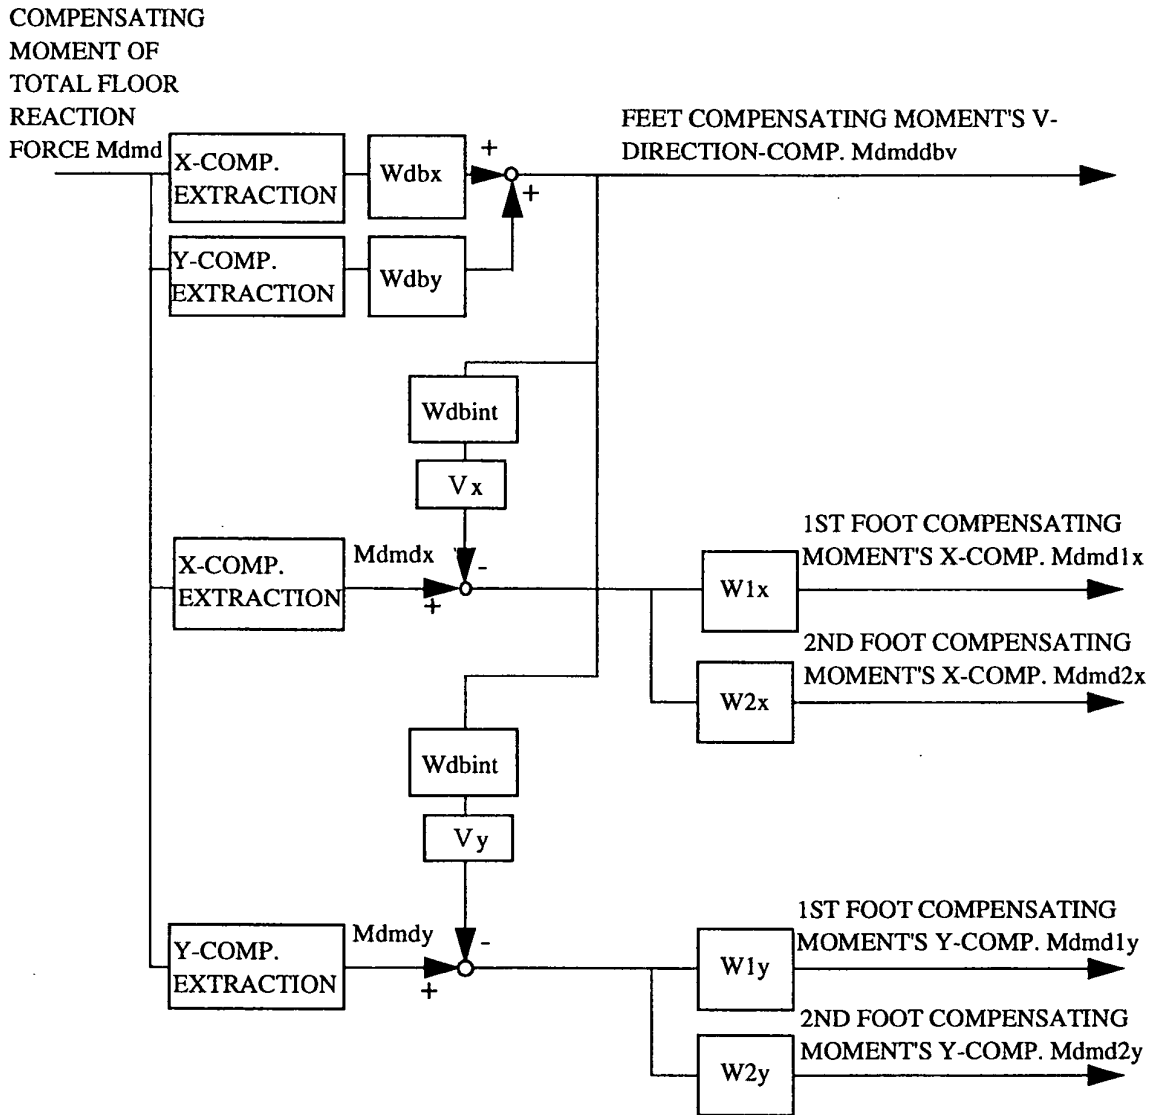 COMPENSATING
MOMENT OF
TOTAL FLOOR
REACTION
FORCE Mdmd
X-COMP.
EXTRACTION
Wdbx
+
+
FEET COMPENSATING MOMENT'S V-
DIRECTION-COMP. Mdmddbv
Y-COMP.
EXTRACTION
Wdby
Wdbint
Vx
X-COMP.
EXTRACTION
Mdmdx
+
-
W1x
1ST FOOT COMPENSATING
MOMENT'S X-COMP. Mdmd1x
W2x
2ND FOOT COMPENSATING
MOMENT'S X-COMP. Mdmd2x
Wdbint
Vy
Y-COMP.
EXTRACTION
Mdmdy
+
-
W1y
1ST FOOT COMPENSATING
MOMENT'S Y-COMP. Mdmd1y
W2y
2ND FOOT COMPENSATING
MOMENT'S Y-COMP. Mdmd2y